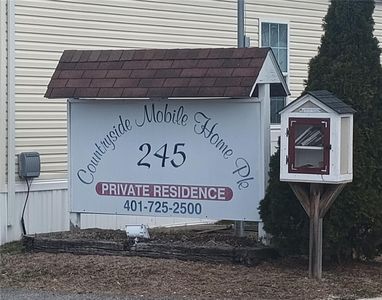 Countryside Mobile Home Pk.
245
PRIVATE RESIDENCE
401-725-2500